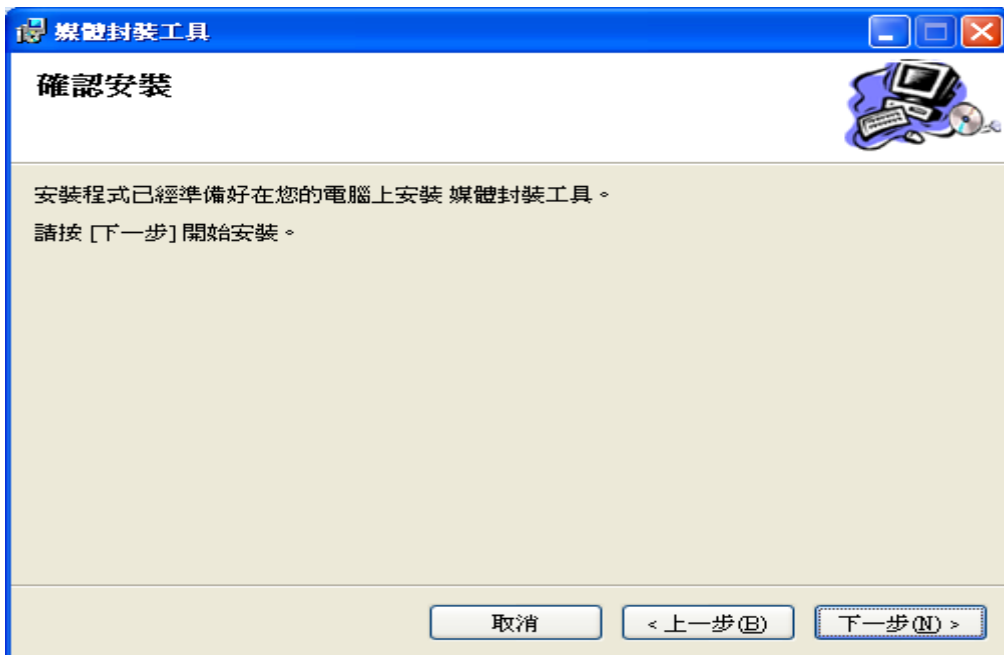 媒體封裝工具
確認安裝
安裝程式已經準備好在您的電腦上安裝 媒體封裝工具。
請按 [下一步] 開始安裝。
取消
< 上一步(B)
下一步(N) >